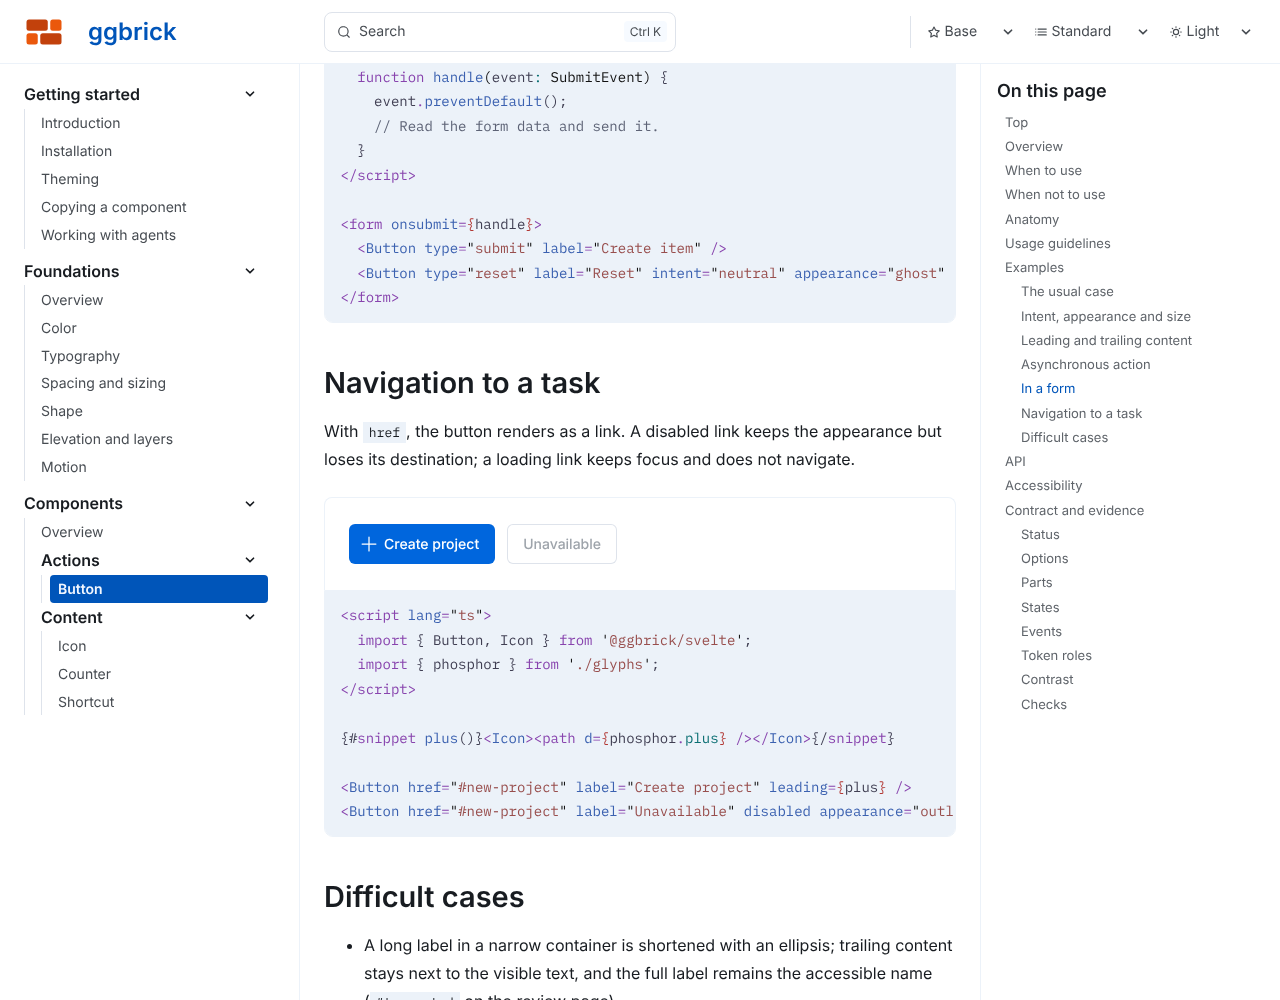 ggbrick
Search
Ctrl K
Base
Standard
Light
Getting started
Introduction
Installation
Theming
Copying a component
Working with agents
Foundations
Overview
Color
Typography
Spacing and sizing
Shape
Elevation and layers
Motion
Components
Overview
Actions
Button
Content
Icon
Counter
Shortcut
function handle(event: SubmitEvent) {
event.preventDefault();
// Read the form data and send it.
}
</script>
<form onsubmit={handle}>
<Button type="submit" label="Create item" />
<Button type="reset" label="Reset" intent="neutral" appearance="ghost"
</form>
Navigation to a task
With href, the button renders as a link. A disabled link keeps the appearance but
loses its destination; a loading link keeps focus and does not navigate.
Create project
Unavailable
<script lang="ts">
import { Button, Icon } from '@ggbrick/svelte';
import { phosphor } from './glyphs';
</script>
{#snippet plus()}<Icon><path d={phosphor.plus} /></Icon>{/snippet}
<Button href="#new-project" label="Create project" leading={plus} />
<Button href="#new-project" label="Unavailable" disabled appearance="outl
Difficult cases
• A long label in a narrow container is shortened with an ellipsis; trailing content
stays next to the visible text, and the full label remains the accessible name
on the review page)
On this page
Top
Overview
When to use
When not to use
Anatomy
Usage guidelines
Examples
The usual case
Intent, appearance and size
Leading and trailing content
Asynchronous action
In a form
Navigation to a task
Difficult cases
API
Accessibility
Contract and evidence
Status
Options
Parts
States
Events
Token roles
Contrast
Checks